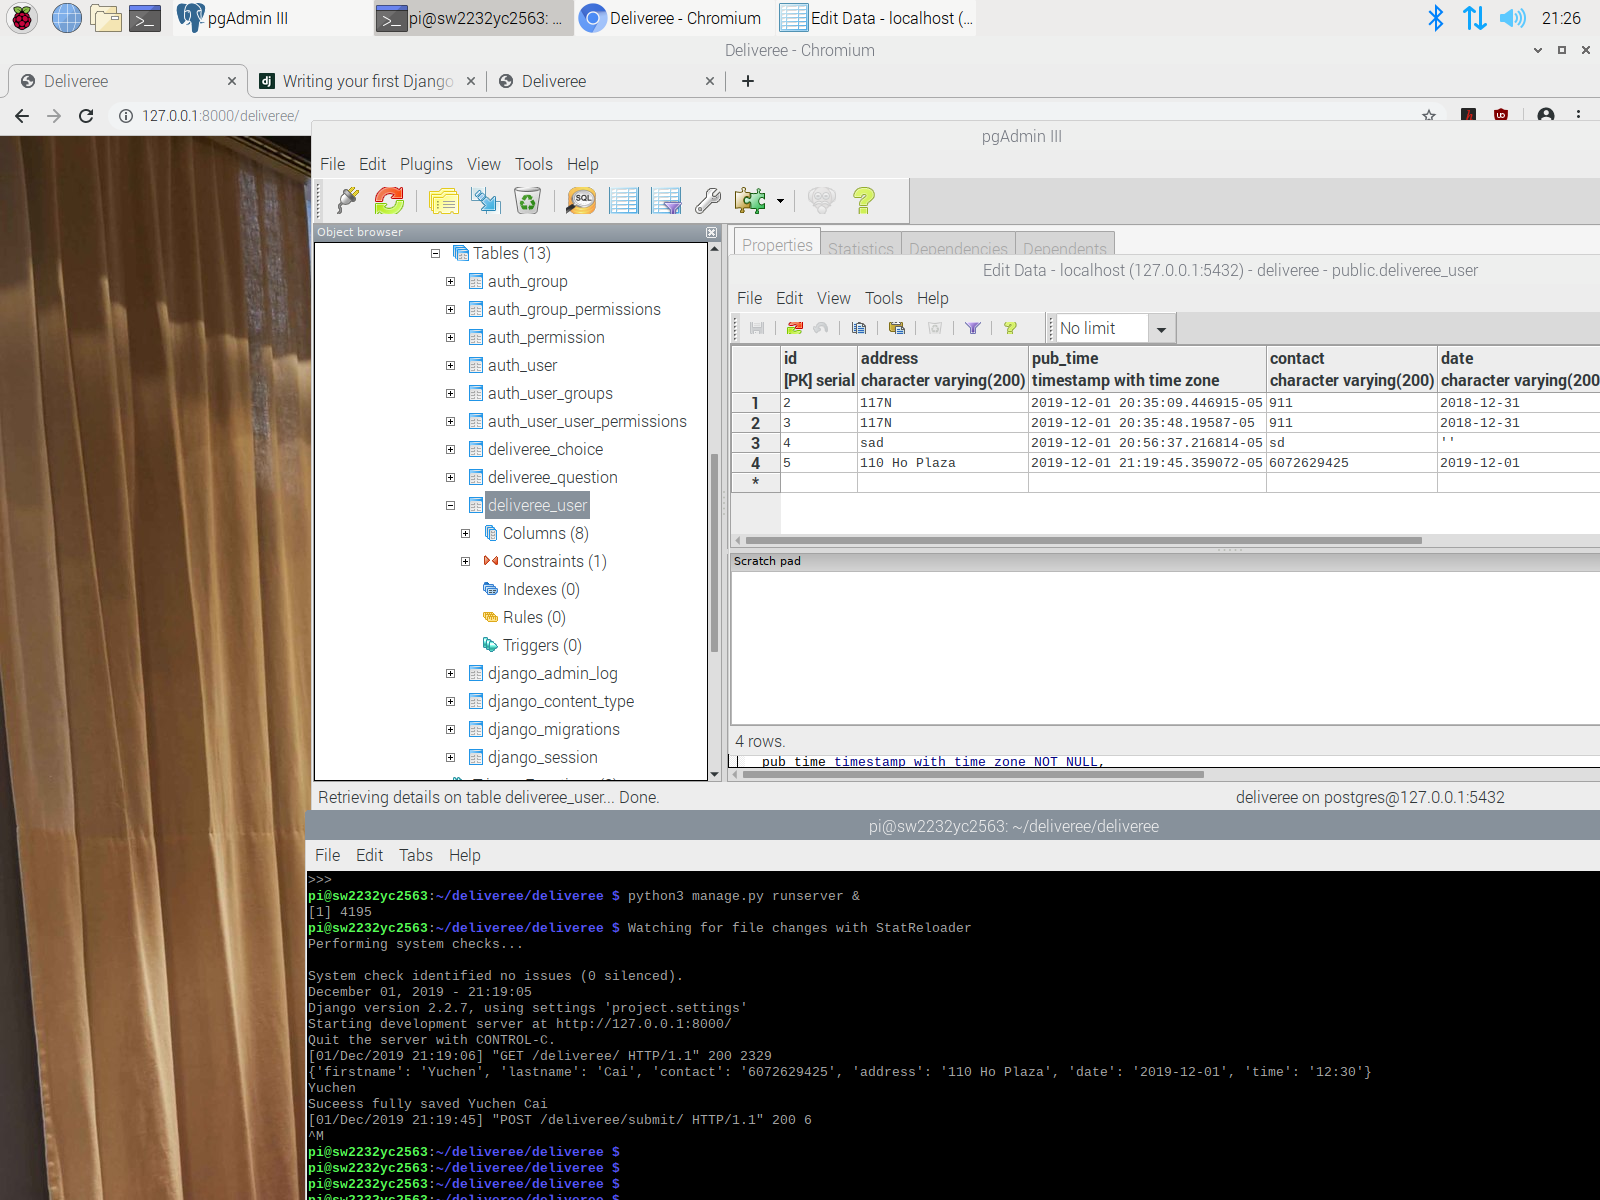 pgAdmin III
pi@sw2232yc2563: ...
Deliveree - Chromium
Edit Data - localhost (...
21:26
Deliveree - Chromium
Deliveree
Writing your first Django
Deliveree
127.0.0.1:8000/deliveree/
pgAdmin III
File Edit Plugins View Tools Help
SQL
Object browser
Tables (13)
auth_group
auth_group_permissions
auth_permission
auth_user
auth_user_groups
auth_user_user_permissions
deliveree_choice
deliveree_question
deliveree_user
Columns (8)
Constraints (1)
Indexes (0)
Rules (0)
Triggers (0)
django_admin_log
django_content_type
django_migrations
django_session
Properties Statistics Dependencies Dependents
Edit Data - localhost (127.0.0.1:5432) - deliveree - public.deliveree_user
File Edit View Tools Help
No limit
id address pub_time contact date
[PK] serial character varying(200) timestamp with time zone character varying(200) character varying(200
1 2 117N 2019-12-01 20:35:09.446915-05 911 2018-12-31
2 3 117N 2019-12-01 20:35:48.19587-05 911 2018-12-31
3 4 sad 2019-12-01 20:56:37.216814-05 sd ''
4 5 110 Ho Plaza 2019-12-01 21:19:45.359072-05 6072629425 2019-12-01
*
Scratch pad
4 rows.
pub_time timestamp with time zone NOT NULL,
Retrieving details on table deliveree_user... Done.
deliveree on postgres@127.0.0.1:5432
pi@sw2232yc2563: ~/deliveree/deliveree
File Edit Tabs Help
>>>
pi@sw2232yc2563:~/deliveree/deliveree $ python3 manage.py runserver &
[1] 4195
pi@sw2232yc2563:~/deliveree/deliveree $ Watching for file changes with StatReloader
Performing system checks...
System check identified no issues (0 silenced).
December 01, 2019 - 21:19:05
Django version 2.2.7, using settings 'project.settings'
Starting development server at http://127.0.0.1:8000/
Quit the server with CONTROL-C.
[01/Dec/2019 21:19:06] "GET /deliveree/ HTTP/1.1" 200 2329
{'firstname': 'Yuchen', 'lastname': 'Cai', 'contact': '6072629425', 'address': '110 Ho Plaza', 'date': '2019-12-01', 'time': '12:30'}
Yuchen
Suceess fully saved Yuchen Cai
[01/Dec/2019 21:19:45] "POST /deliveree/submit/ HTTP/1.1" 200 6
^M
pi@sw2232yc2563:~/deliveree/deliveree $
pi@sw2232yc2563:~/deliveree/deliveree $
pi@sw2232yc2563:~/deliveree/deliveree $
pi@sw2232yc2563:~/deliveree/deliveree $